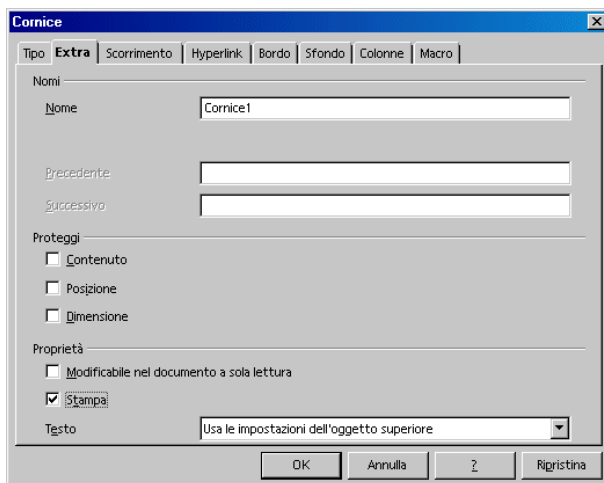 Cornice
Tipo Extra Scorrimento Hyperlink Bordo Sfondo Colonne Macro
Nomi
Nome Cornice1
Precedente
Successivo
Proteggi
Contenuto
Posizione
Dimensione
Proprietà
Modificabile nel documento a sola lettura
Stampa
Testo Usa le impostazioni dell'oggetto superiore
OK Annulla ? Ripristina